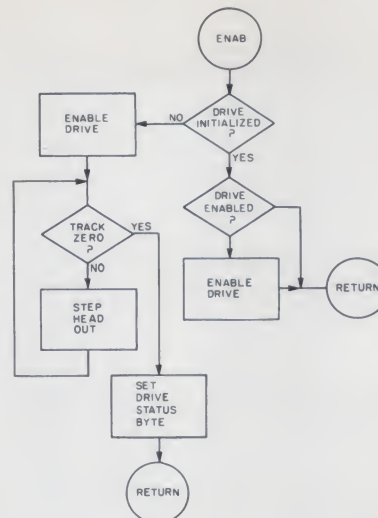 ENAB
DRIVE
INITIALIZED
?
NO
YES
ENABLE
DRIVE
DRIVE
ENABLED
?
TRACK
ZERO
?
YES
NO
ENABLE
DRIVE
RETURN
STEP
HEAD
OUT
SET
DRIVE
STATUS
BYTE
RETURN